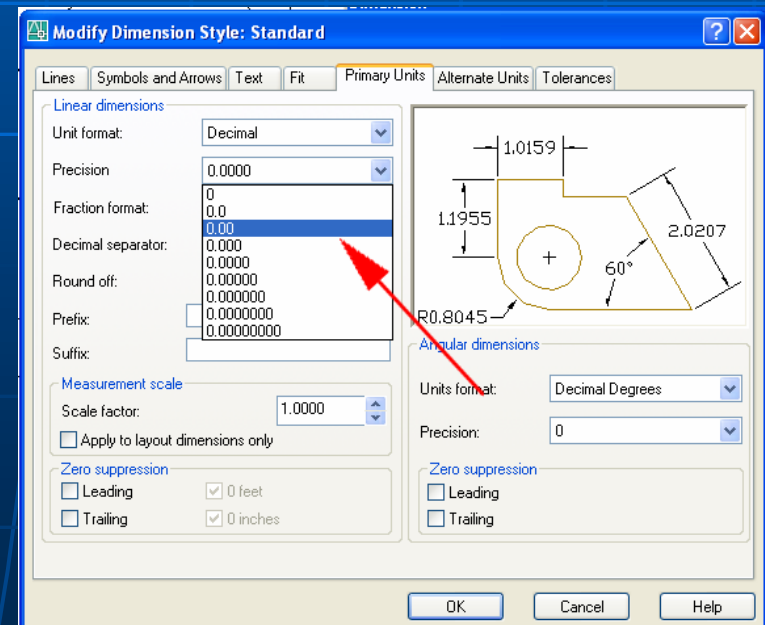 Modify Dimension Style: Standard
Lines Symbols and Arrows Text Fit Primary Units Alternate Units Tolerances
Linear dimensions
Unit format: Decimal
Precision 0.0000
0
0.0
0.00
0.000
0.0000
0.00000
0.000000
0.0000000
0.00000000
Fraction format:
Decimal separator:
Round off:
Prefix:
Suffix:
Measurement scale
Scale factor: 1.0000
Apply to layout dimensions only
Zero suppression
Leading 0 feet
Trailing 0 inches
1.0159
1.1955
2.0207
60°
R0.8045
Angular dimensions
Units format: Decimal Degrees
Precision: 0
Zero suppression
Leading
Trailing
OK Cancel Help